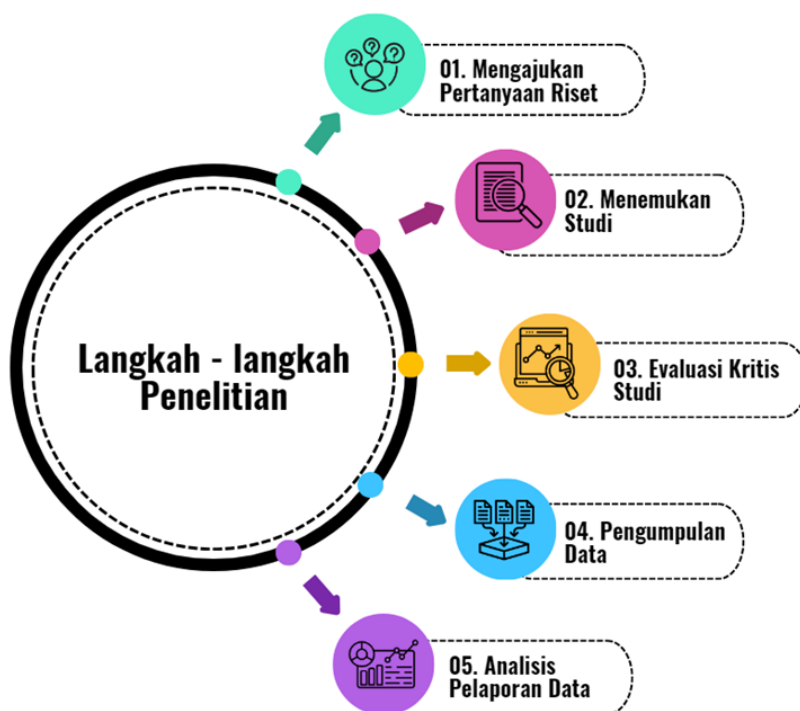 01. Mengajukan
Pertanyaan Riset
02. Menemukan
Studi
Langkah - langkah
Penelitian
03. Evaluasi Kritis
Studi
04. Pengumpulan
Data
05. Analisis
Pelaporan Data